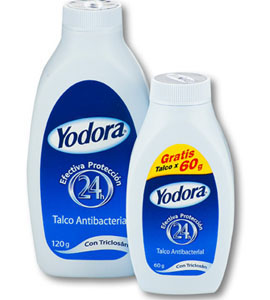 Yodora
Efectiva Protección
24h
Talco Antibacterial
120 g
Con Triclosán
Gratis
Talco x 60g
Yodora
Efectiva Protección
24h
Talco Antibacterial
60 g
Con Triclosán